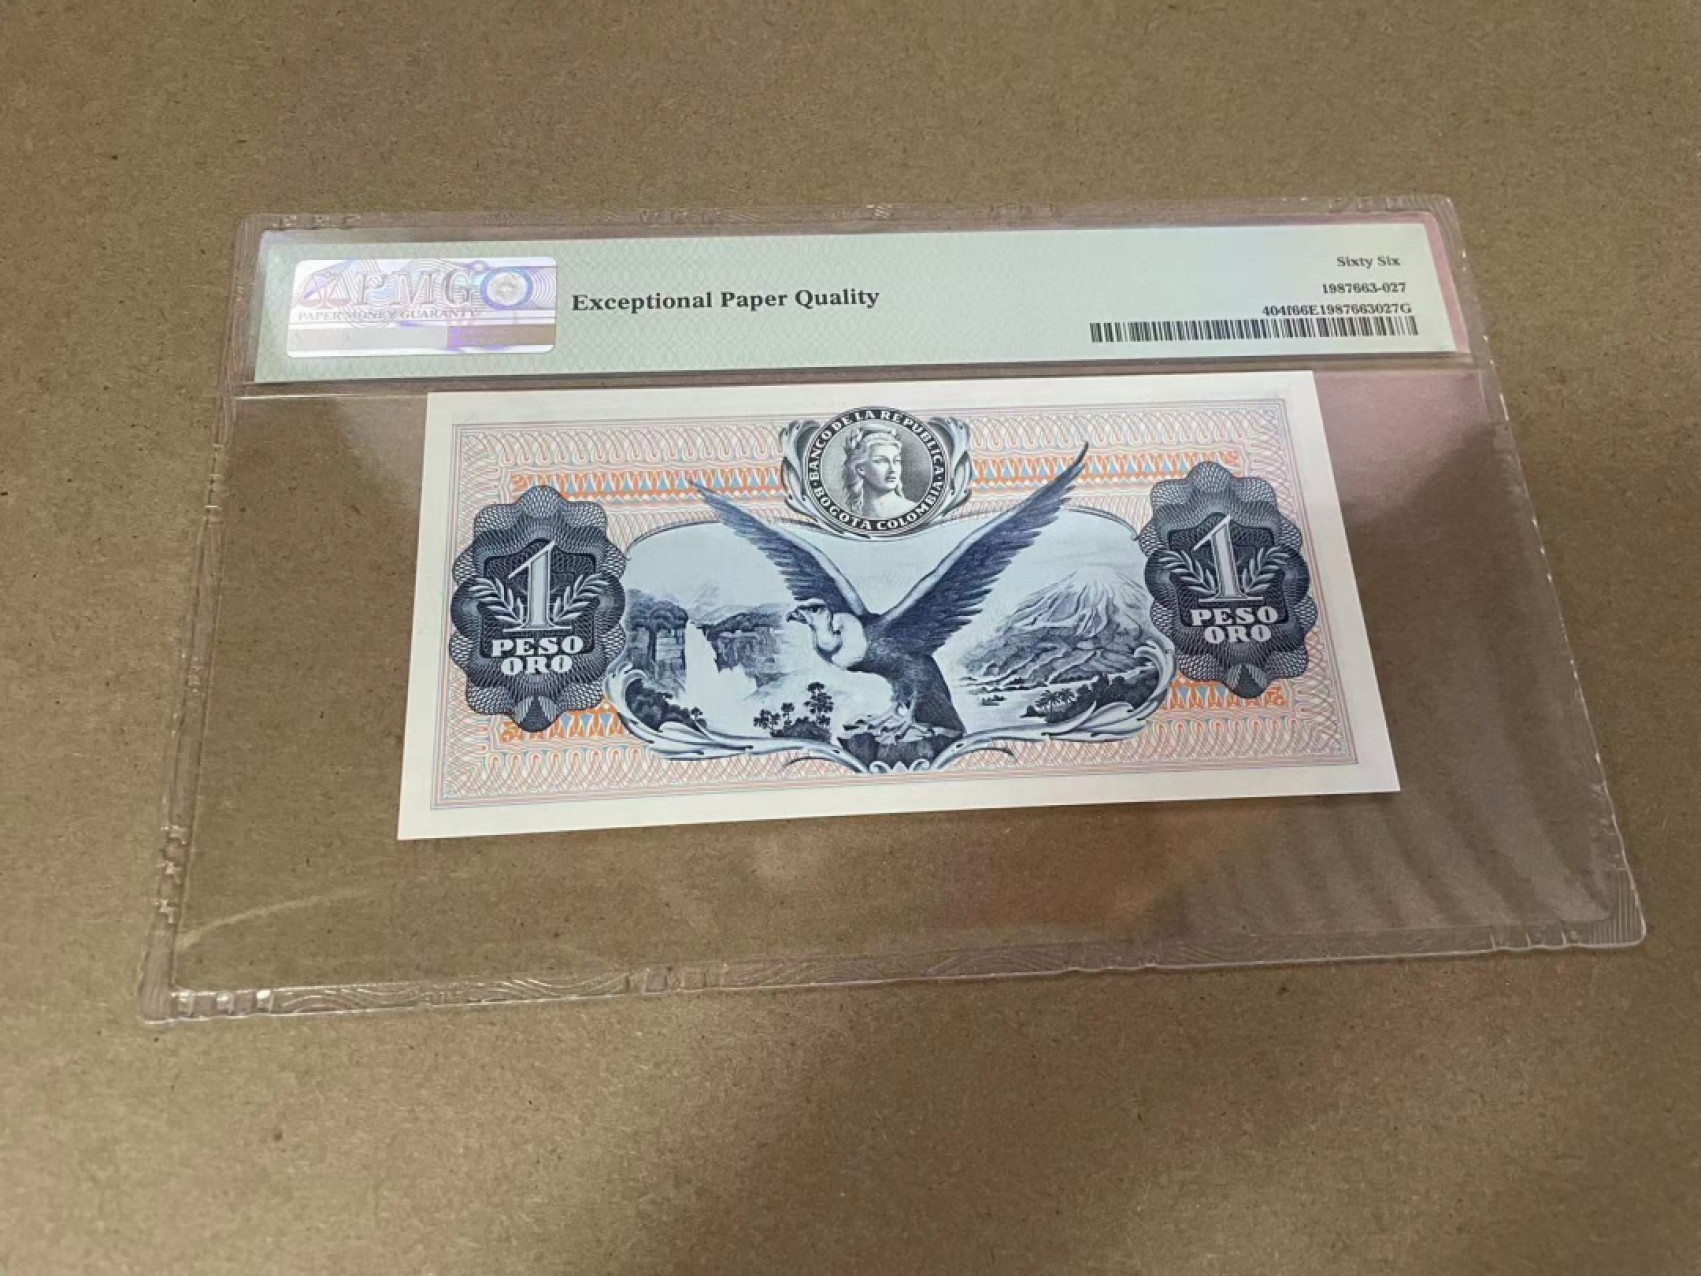 PMG
PAPER MONEY GUARANTY
Exceptional Paper Quality
Sixty Six
1987663-027
404f66E1987663027G
BANCO DE LA REPUBLICA
BOGOTA COLOMBIA
1
PESO
ORO
1
PESO
ORO